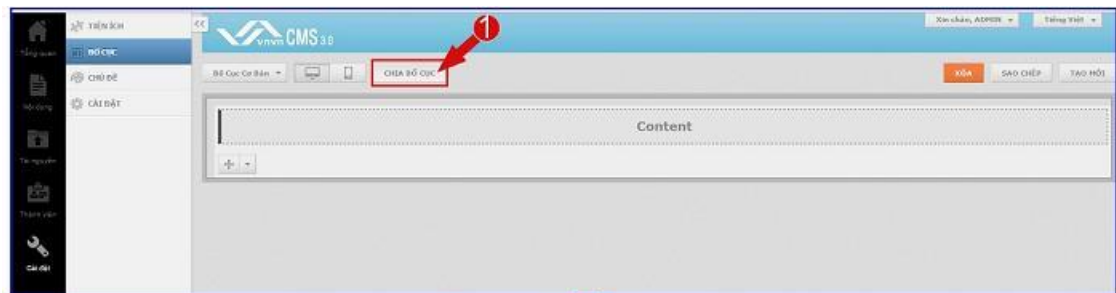 Tổng quan
Nội dung
Tài nguyên
Thành viên
Cài đặt
TIỆN ÍCH
BỐ CỤC
CHỦ ĐỀ
CÀI ĐẶT
<<
vnvn CMS 3.0
Xin chào, ADMIN
Tiếng Việt
1
Bố Cục Cơ Bản
CHIA BỐ CỤC
XÓA
SAO CHÉP
TẠO MỚI
Content